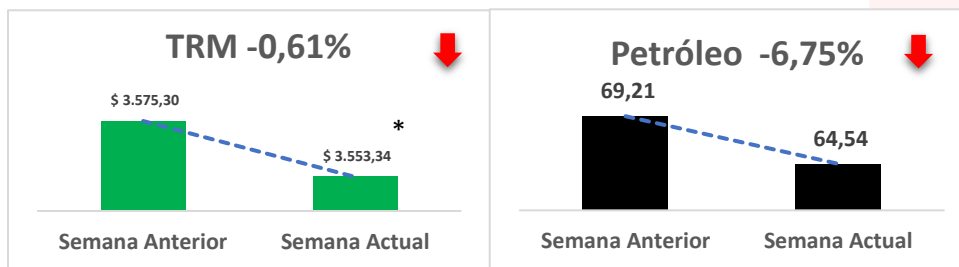 TRM -0,61%
$ 3.575,30
*
$ 3.553,34
Semana Anterior
Semana Actual
Petróleo -6,75%
69,21
64,54
Semana Anterior
Semana Actual